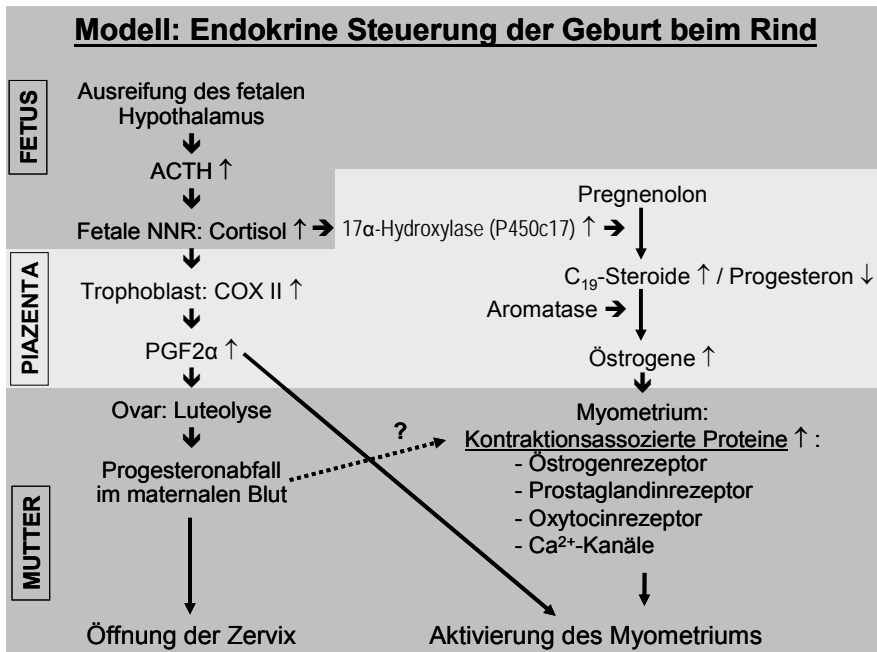 Modell: Endokrine Steuerung der Geburt beim Rind
FETUS
Ausreifung des fetalen
Hypothalamus
ACTH ↑
Fetale NNR: Cortisol ↑ ➔ 17α-Hydroxylase (P450c17) ↑ ➔
Pregnenolon
PIAZENTA
Trophoblast: COX II ↑
C₁₉-Steroide ↑ / Progesteron ↓
Aromatase ➔
PGF2α ↑
Östrogene ↑
MUTTER
Ovar: Luteolyse
Progesteronabfall
im maternalen Blut
?
Myometrium:
Kontraktionsassozierte Proteine ↑ :
- Östrogenrezeptor
- Prostaglandinrezeptor
- Oxytocinrezeptor
- Ca²⁺-Kanäle
Öffnung der Zervix
Aktivierung des Myometriums